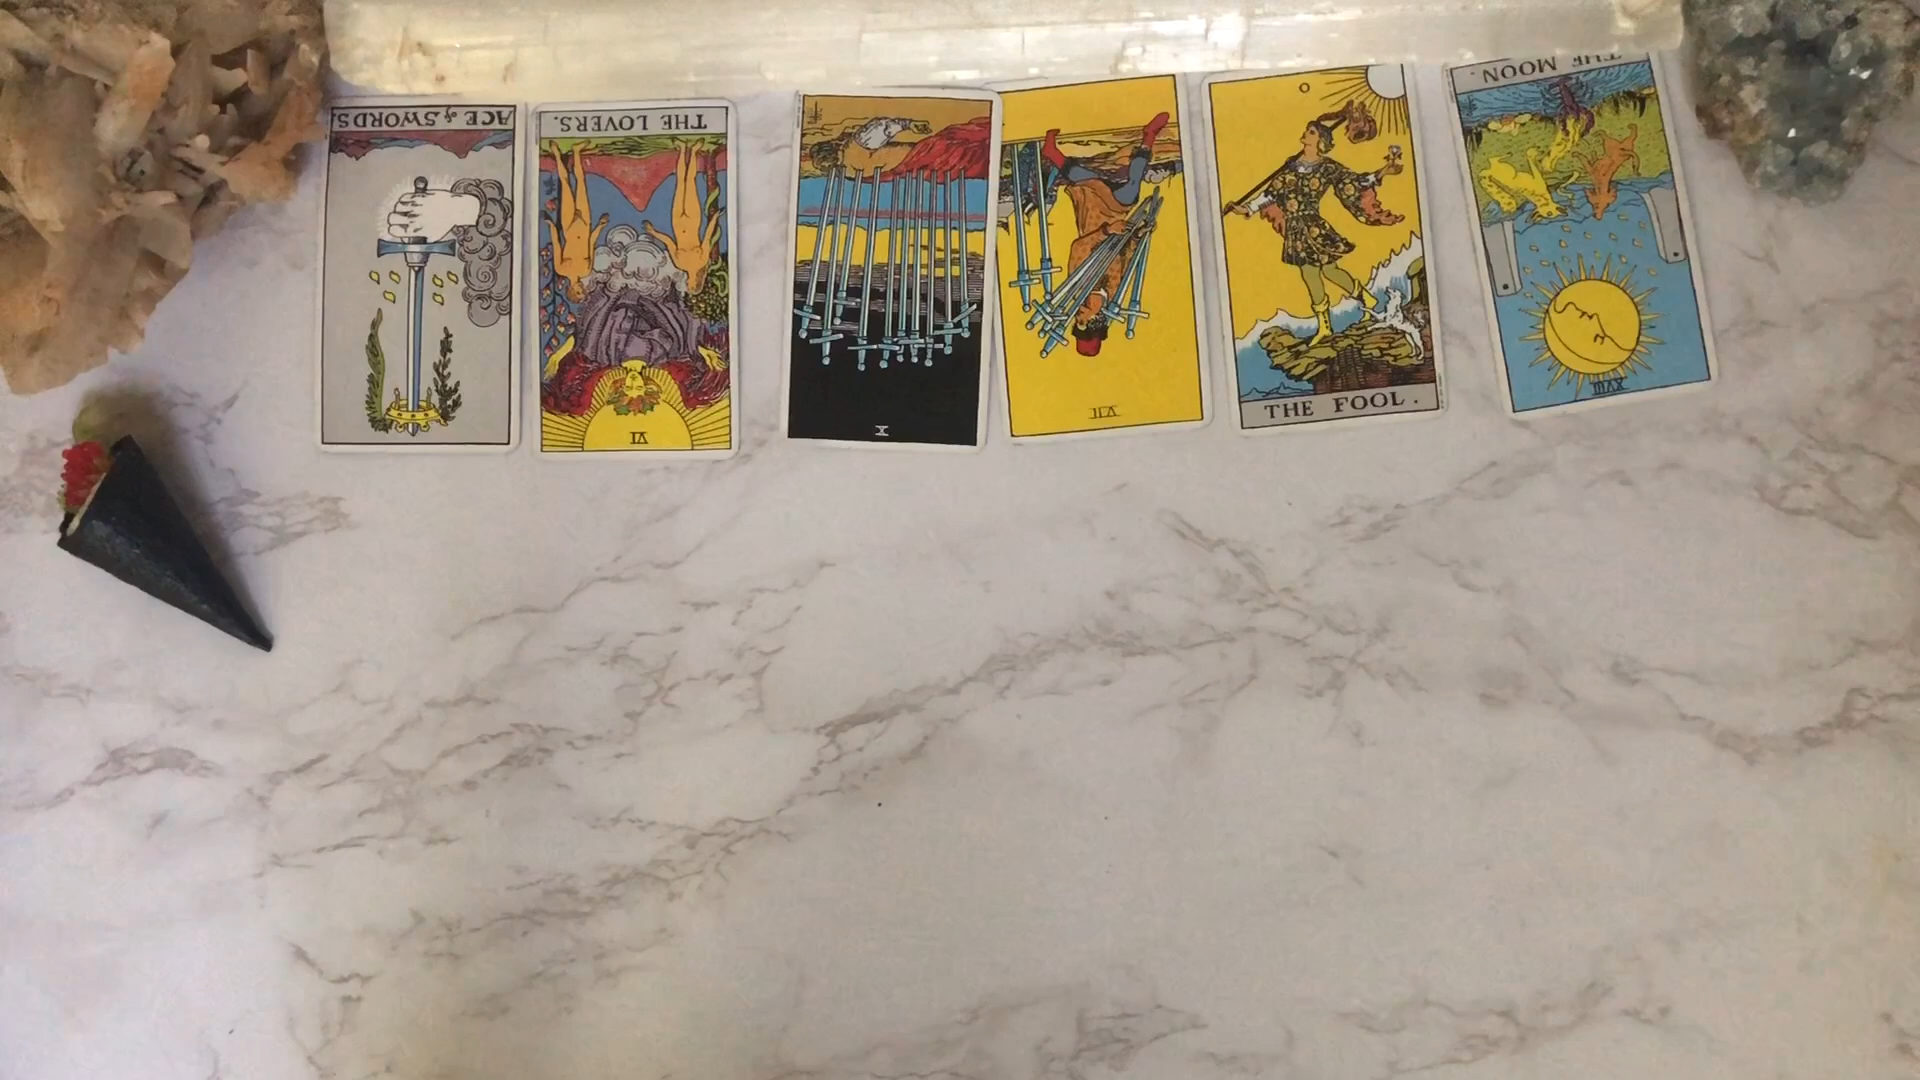 ACE of SWORDS.
THE LOVERS.
VI
X
VII
0
THE FOOL.
THE MOON.
XVIII